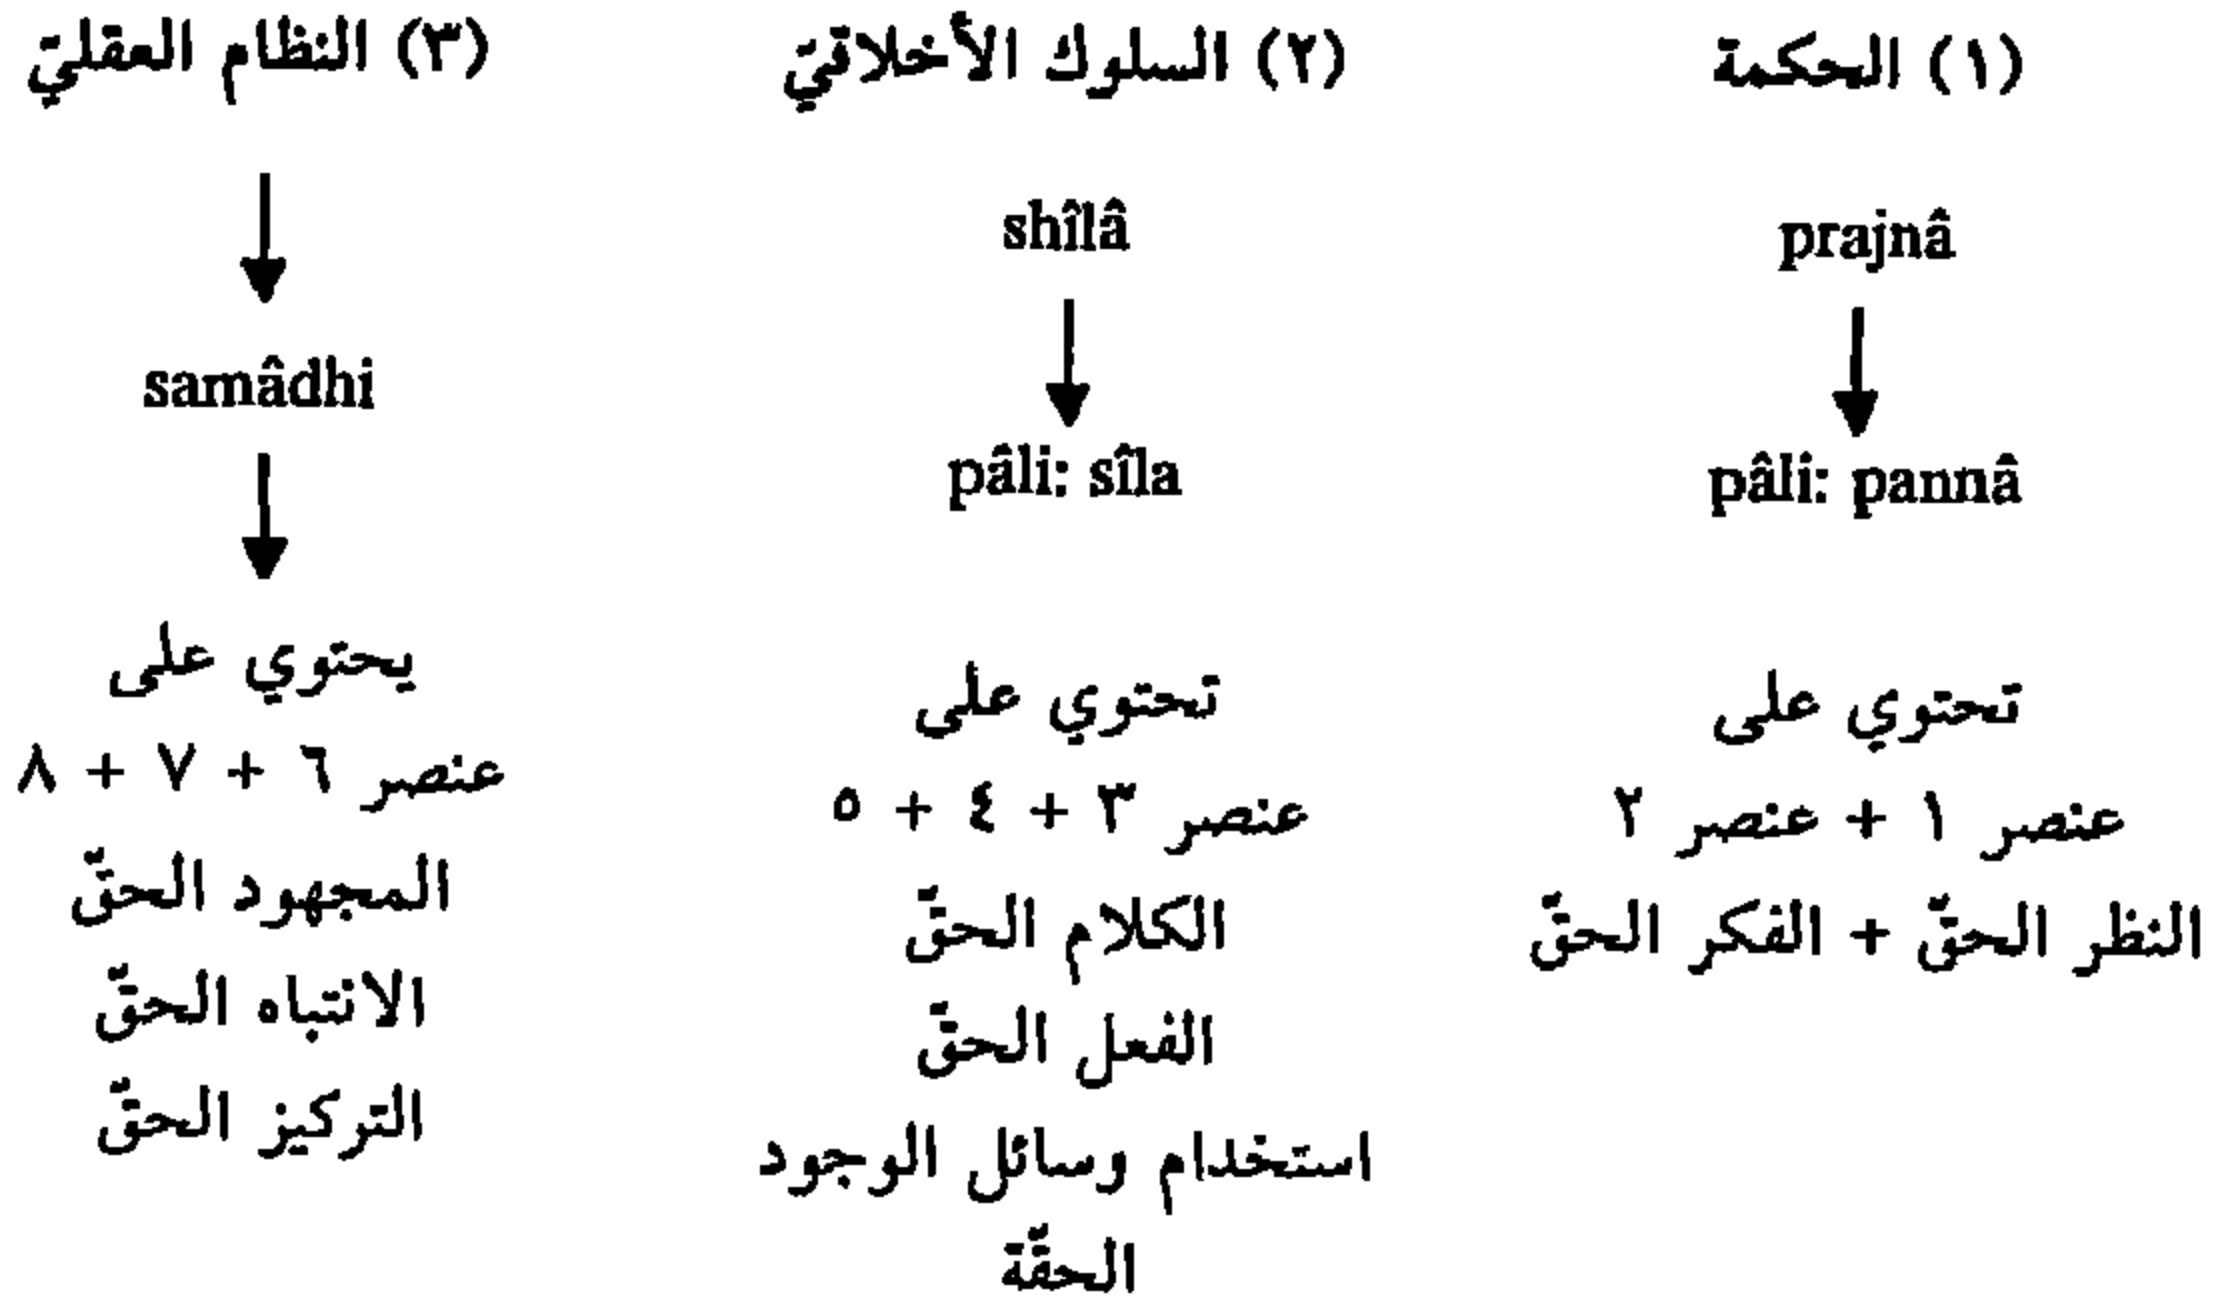 (١) الحكمة
prajnâ
pâli: pannâ
تحتوي على
عنصر ١ + عنصر ٢
النظر الحقّ + الفكر الحقّ
(٢) السلوك الأخلاقيّ
shîlâ
pâli: sîla
تحتوي على
عنصر ٣ + ٤ + ٥
الكلام الحقّ
الفعل الحقّ
استخدام وسائل الوجود
الحقّة
(٣) النظام العقليّ
samâdhi
يحتوي على
عنصر ٦ + ٧ + ٨
المجهود الحقّ
الانتباه الحقّ
التركيز الحقّ